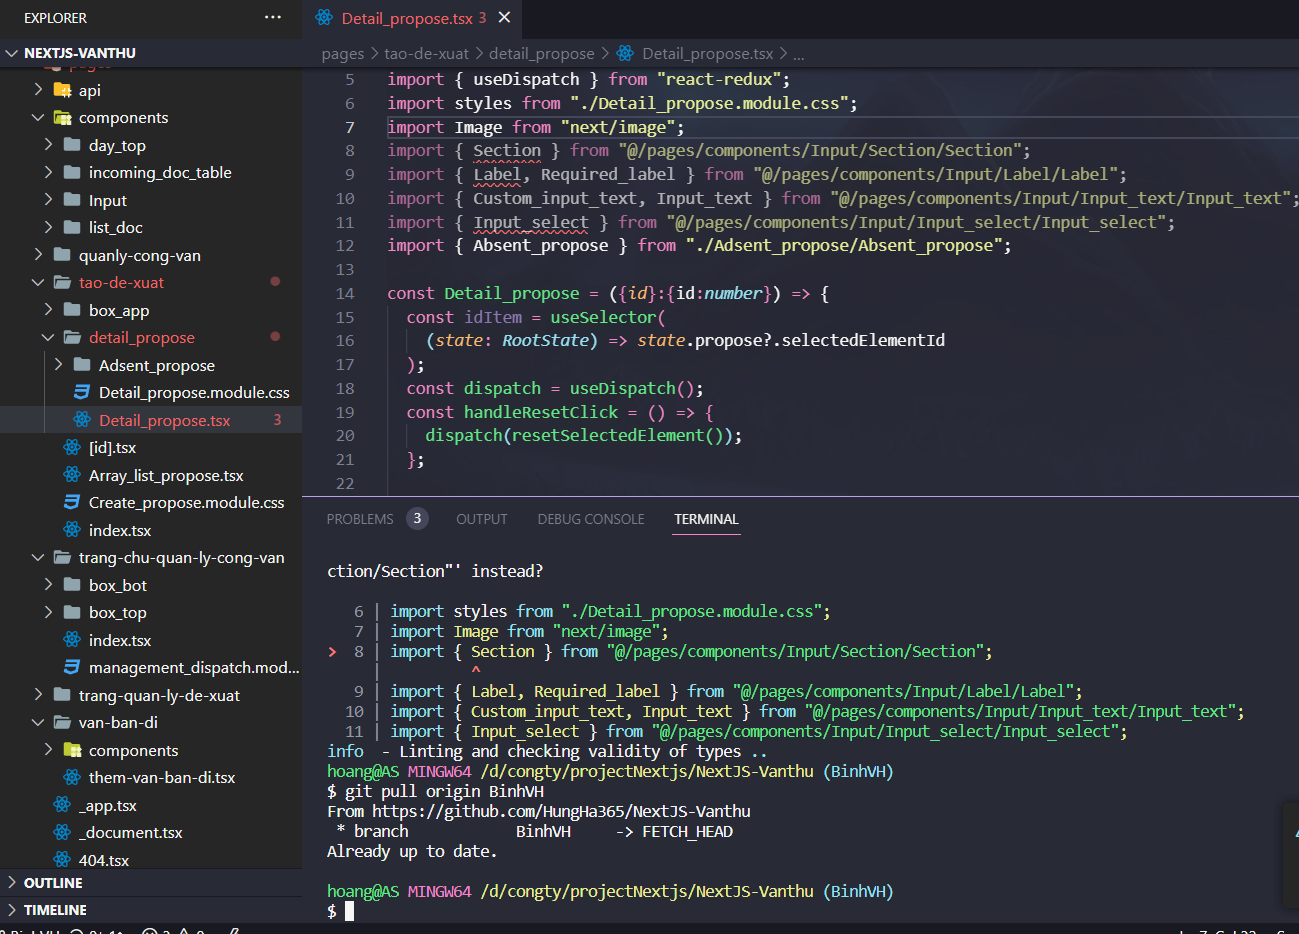 EXPLORER
NEXTJS-VANTHU
pages
api
components
day_top
incoming_doc_table
Input
list_doc
quanly-cong-van
tao-de-xuat
box_app
detail_propose
Adsent_propose
Detail_propose.module.css
Detail_propose.tsx 3
[id].tsx
Array_list_propose.tsx
Create_propose.module.css
index.tsx
trang-chu-quan-ly-cong-van
box_bot
box_top
index.tsx
management_dispatch.mod...
trang-quan-ly-de-xuat
van-ban-di
components
them-van-ban-di.tsx
_app.tsx
_document.tsx
404.tsx
OUTLINE
TIMELINE
Detail_propose.tsx 3
pages > tao-de-xuat > detail_propose > Detail_propose.tsx > ...
5 import { useDispatch } from "react-redux";
6 import styles from "./Detail_propose.module.css";
7 import Image from "next/image";
8 import { Section } from "@/pages/components/Input/Section/Section";
9 import { Label, Required_label } from "@/pages/components/Input/Label/Label";
10 import { Custom_input_text, Input_text } from "@/pages/components/Input/Input_text/Input_text";
11 import { Input_select } from "@/pages/components/Input/Input_select/Input_select";
12 import { Absent_propose } from "./Adsent_propose/Absent_propose";
13
14 const Detail_propose = ({id}:{id:number}) => {
15 const idItem = useSelector(
16 (state: RootState) => state.propose?.selectedElementId
17 );
18 const dispatch = useDispatch();
19 const handleResetClick = () => {
20 dispatch(resetSelectedElement());
21 };
22
PROBLEMS 3 OUTPUT DEBUG CONSOLE TERMINAL
ction/Section"' instead?
6 | import styles from "./Detail_propose.module.css";
7 | import Image from "next/image";
> 8 | import { Section } from "@/pages/components/Input/Section/Section";
| ^
9 | import { Label, Required_label } from "@/pages/components/Input/Label/Label";
10 | import { Custom_input_text, Input_text } from "@/pages/components/Input/Input_text/Input_text";
11 | import { Input_select } from "@/pages/components/Input/Input_select/Input_select";
info - Linting and checking validity of types ..
hoang@AS MINGW64 /d/congty/projectNextjs/NextJS-Vanthu (BinhVH)
$ git pull origin BinhVH
From https://github.com/HungHa365/NextJS-Vanthu
* branch BinhVH -> FETCH_HEAD
Already up to date.
hoang@AS MINGW64 /d/congty/projectNextjs/NextJS-Vanthu (BinhVH)
$